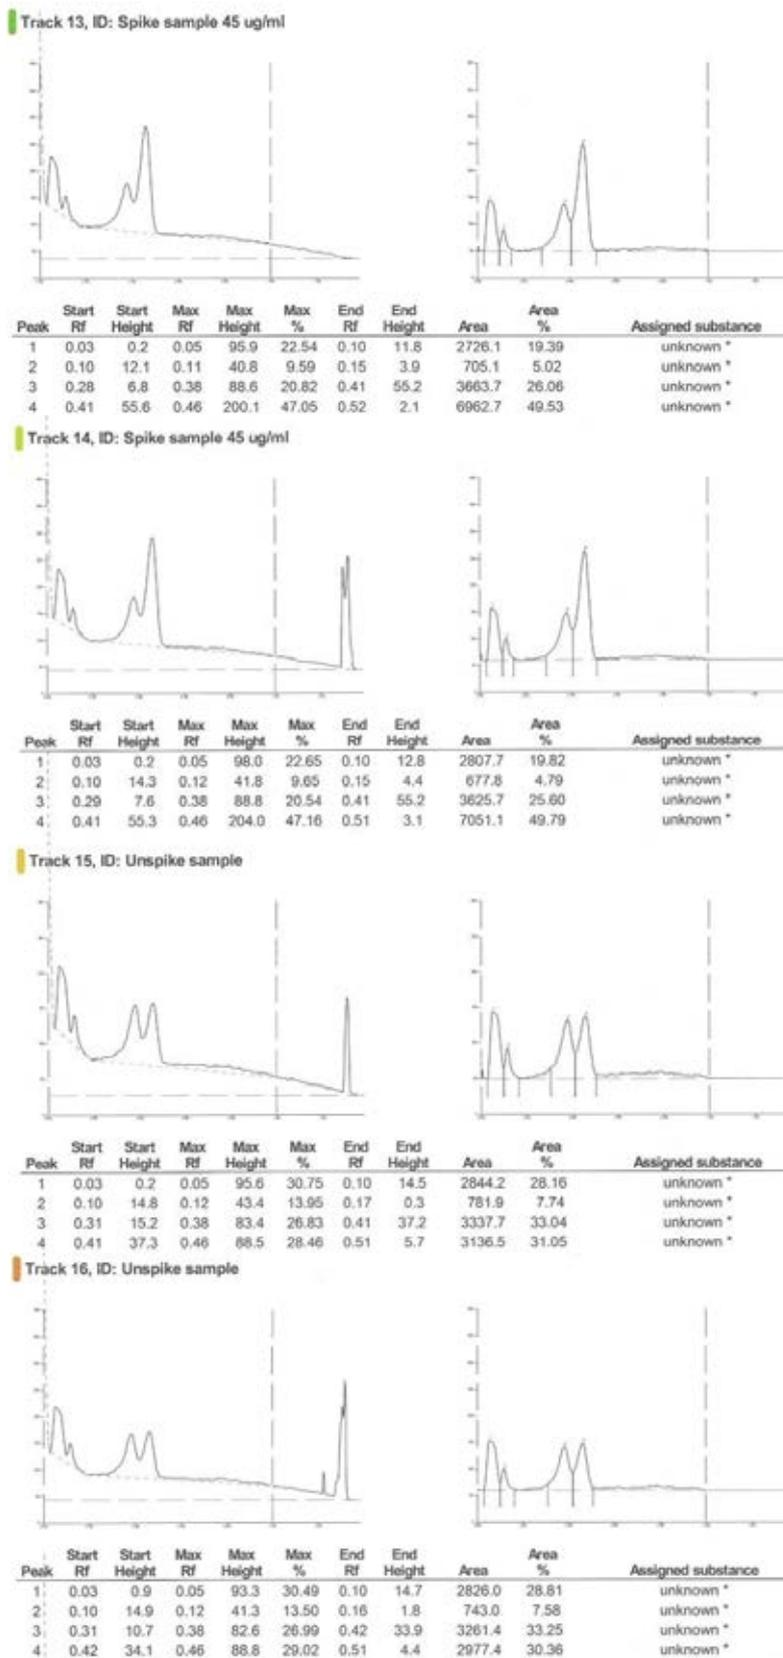 Track 13, ID: Spike sample 45 ug/ml
Start Start Max Max Max End End Area
Peak Rf Height Rf Height % Rf Height Area % Assigned substance
1 0.03 0.2 0.05 95.9 22.54 0.10 11.8 2726.1 19.39 unknown *
2 0.10 12.1 0.11 40.8 9.59 0.15 3.9 705.1 5.02 unknown *
3 0.28 6.8 0.38 88.6 20.82 0.41 55.2 3663.7 26.06 unknown *
4 0.41 55.6 0.46 200.1 47.05 0.52 2.1 6962.7 49.53 unknown *
Track 14, ID: Spike sample 45 ug/ml
Start Start Max Max Max End End Area
Peak Rf Height Rf Height % Rf Height Area % Assigned substance
1 0.03 0.2 0.05 98.0 22.65 0.10 12.8 2807.7 19.82 unknown *
2 0.10 14.3 0.12 41.8 9.65 0.15 4.4 677.8 4.79 unknown *
3 0.29 7.6 0.38 88.8 20.54 0.41 55.2 3625.7 25.60 unknown *
4 0.41 55.3 0.46 204.0 47.16 0.51 3.1 7051.1 49.79 unknown *
Track 15, ID: Unspike sample
Start Start Max Max Max End End Area
Peak Rf Height Rf Height % Rf Height Area % Assigned substance
1 0.03 0.2 0.05 95.6 30.75 0.10 14.5 2844.2 28.16 unknown *
2 0.10 14.8 0.12 43.4 13.95 0.17 0.3 781.9 7.74 unknown *
3 0.31 15.2 0.38 83.4 26.83 0.41 37.2 3337.7 33.04 unknown *
4 0.41 37.3 0.46 88.5 28.46 0.51 5.7 3136.5 31.05 unknown *
Track 16, ID: Unspike sample
Start Start Max Max Max End End Area
Peak Rf Height Rf Height % Rf Height Area % Assigned substance
1 0.03 0.9 0.05 93.3 30.49 0.10 14.7 2826.0 28.81 unknown *
2 0.10 14.9 0.12 41.3 13.50 0.16 1.8 743.0 7.58 unknown *
3 0.31 10.7 0.38 82.6 26.99 0.42 33.9 3261.4 33.25 unknown *
4 0.42 34.1 0.46 88.8 29.02 0.51 4.4 2977.4 30.36 unknown *